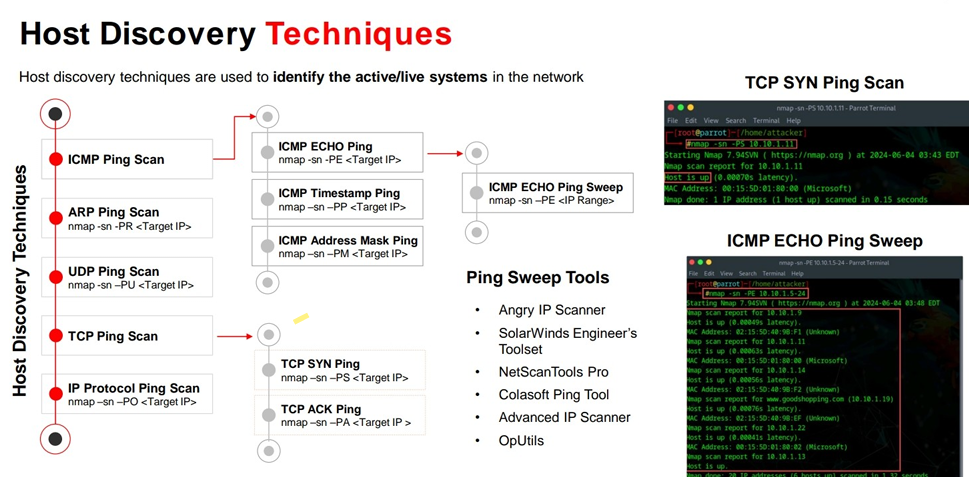 Host Discovery Techniques
Host discovery techniques are used to identify the active/live systems in the network
Host Discovery Techniques
ICMP Ping Scan
ARP Ping Scan
nmap -sn -PR <Target IP>
UDP Ping Scan
nmap -sn –PU <Target IP>
TCP Ping Scan
IP Protocol Ping Scan
nmap –sn –PO <Target IP>
ICMP ECHO Ping
nmap -sn -PE <Target IP>
ICMP Timestamp Ping
nmap –sn –PP <Target IP>
ICMP Address Mask Ping
nmap –sn –PM <Target IP>
ICMP ECHO Ping Sweep
nmap –sn –PE <IP Range>
TCP SYN Ping
nmap –sn –PS <Target IP>
TCP ACK Ping
nmap –sn –PA <Target IP >
Ping Sweep Tools
• Angry IP Scanner
• SolarWinds Engineer's
Toolset
• NetScanTools Pro
• Colasoft Ping Tool
• Advanced IP Scanner
• OpUtils
TCP SYN Ping Scan
nmap -sn -PS 10.10.1.11 - Parrot Terminal
File Edit View Search Terminal Help
[root@parrot]─[/home/attacker]
#nmap -sn -PS 10.10.1.11
Starting Nmap 7.94SVN ( https://nmap.org ) at 2024-06-04 03:43 EDT
Nmap scan report for 10.10.1.11
Host is up (0.00070s latency).
MAC Address: 00:15:5D:01:80:00 (Microsoft)
Nmap done: 1 IP address (1 host up) scanned in 0.15 seconds
ICMP ECHO Ping Sweep
nmap -sn -PE 10.10.1.5-24 - Parrot Terminal
File Edit View Search Terminal Help
[root@parrot]─[/home/attacker]
#nmap -sn -PE 10.10.1.5-24
Starting Nmap 7.94SVN ( https://nmap.org ) at 2024-06-04 03:48 EDT
Nmap scan report for 10.10.1.9
Host is up (0.00049s latency).
MAC Address: 02:15:5D:40:9B:F1 (Unknown)
Nmap scan report for 10.10.1.11
Host is up (0.00063s latency).
MAC Address: 00:15:5D:01:80:00 (Microsoft)
Nmap scan report for 10.10.1.14
Host is up (0.00056s latency).
MAC Address: 02:15:5D:40:9B:F2 (Unknown)
Nmap scan report for www.goodshopping.com (10.10.1.19)
Host is up (0.00076s latency).
MAC Address: 02:15:5D:40:9B:EF (Unknown)
Nmap scan report for 10.10.1.22
Host is up (0.00041s latency).
MAC Address: 00:15:5D:01:80:02 (Microsoft)
Nmap scan report for 10.10.1.13
Host is up.
Nmap done: 20 IP addresses (6 hosts up) scanned in 1.32 seconds